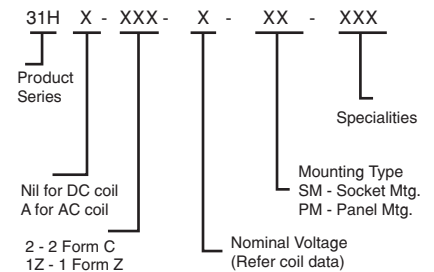 31H X - XXX - X - XX - XXX
Product
Series
Specialities
Nil for DC coil
A for AC coil
Mounting Type
SM - Socket Mtg.
PM - Panel Mtg.
2 - 2 Form C
1Z - 1 Form Z
Nominal Voltage
(Refer coil data)